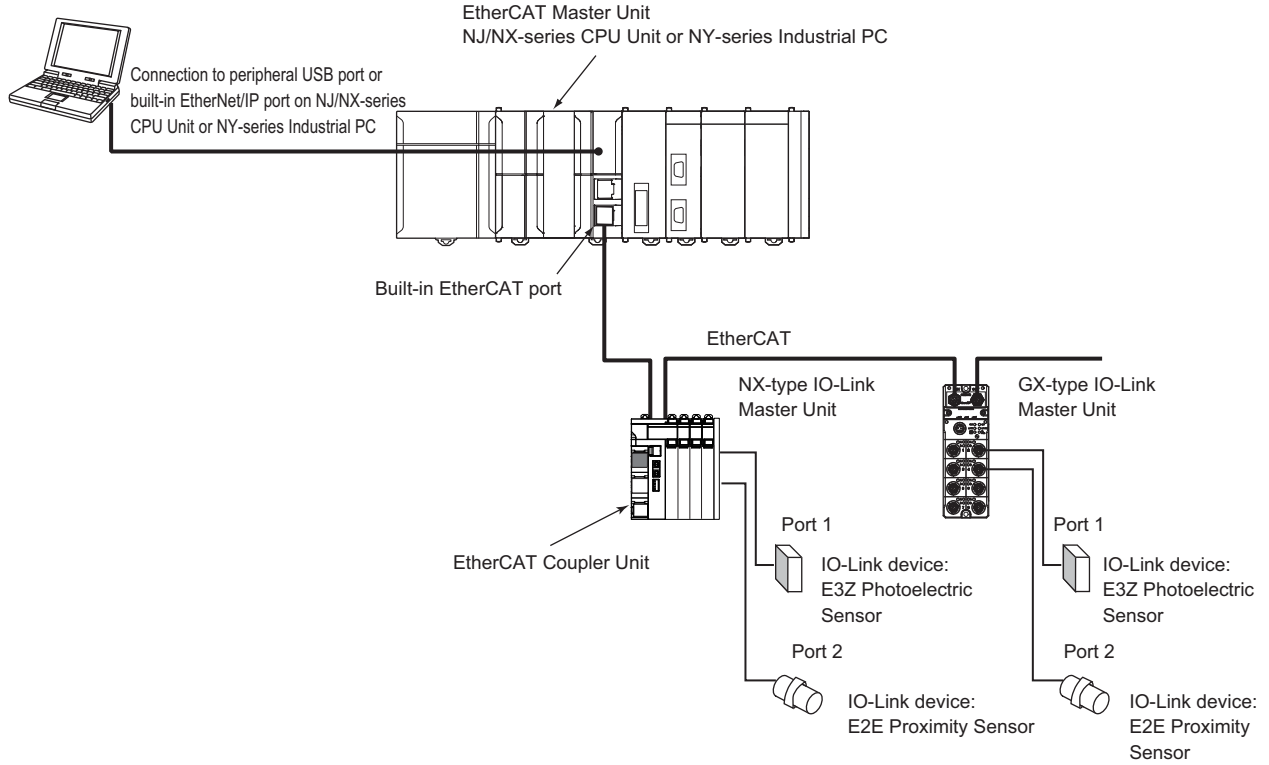 EtherCAT Master Unit
NJ/NX-series CPU Unit or NY-series Industrial PC
Connection to peripheral USB port or
built-in EtherNet/IP port on NJ/NX-series
CPU Unit or NY-series Industrial PC
Built-in EtherCAT port
EtherCAT
NX-type IO-Link
Master Unit
GX-type IO-Link
Master Unit
EtherCAT Coupler Unit
Port 1
IO-Link device:
E3Z Photoelectric
Sensor
Port 2
IO-Link device:
E2E Proximity Sensor
Port 1
IO-Link device:
E3Z Photoelectric
Sensor
Port 2
IO-Link device:
E2E Proximity
Sensor